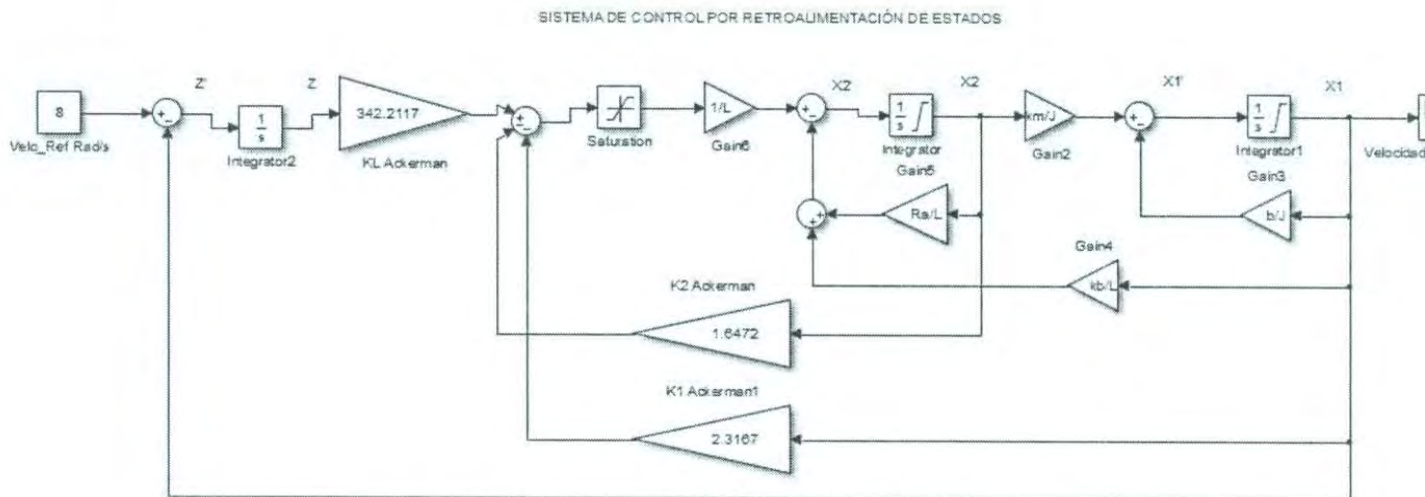 SISTEMA DE CONTROL POR RETROALIMENTACIÓN DE ESTADOS
8
Velo_Ref Rad/s
Z'
1
s
Integrator2
Z
342.2117
KL Ackerman
Saturation
1/L
Gain6
X2'
1
s
Integrator
X2
km/J
Gain2
X1'
1
s
Integrator1
X1
Velocidad
Gain5
Ra/L
Gain3
b/J
Gain4
kb/L
K2 Ackerman
1.6472
K1 Ackerman1
2.3167